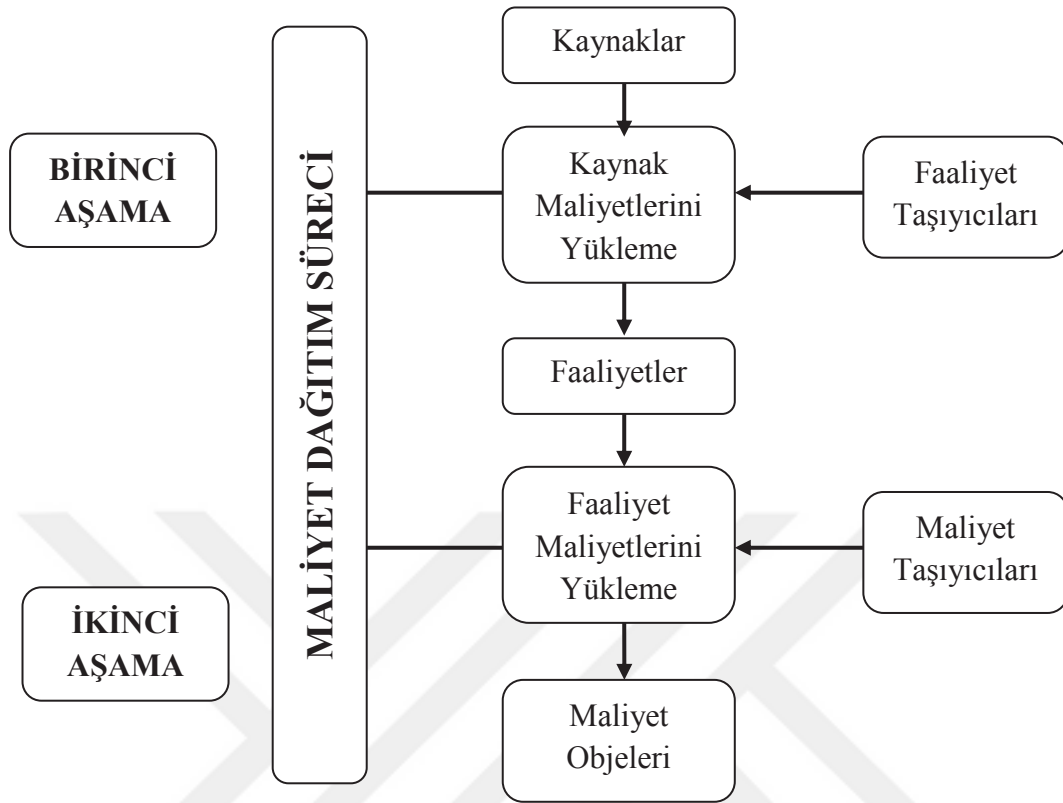 Kaynaklar
BİRİNCİ
AŞAMA
MALİYET DAĞITIM SÜRECİ
Kaynak
Maliyetlerini
Yükleme
Faaliyet
Taşıyıcıları
Faaliyetler
Faaliyet
Maliyetlerini
Yükleme
Maliyet
Taşıyıcıları
İKİNCİ
AŞAMA
Maliyet
Objeleri